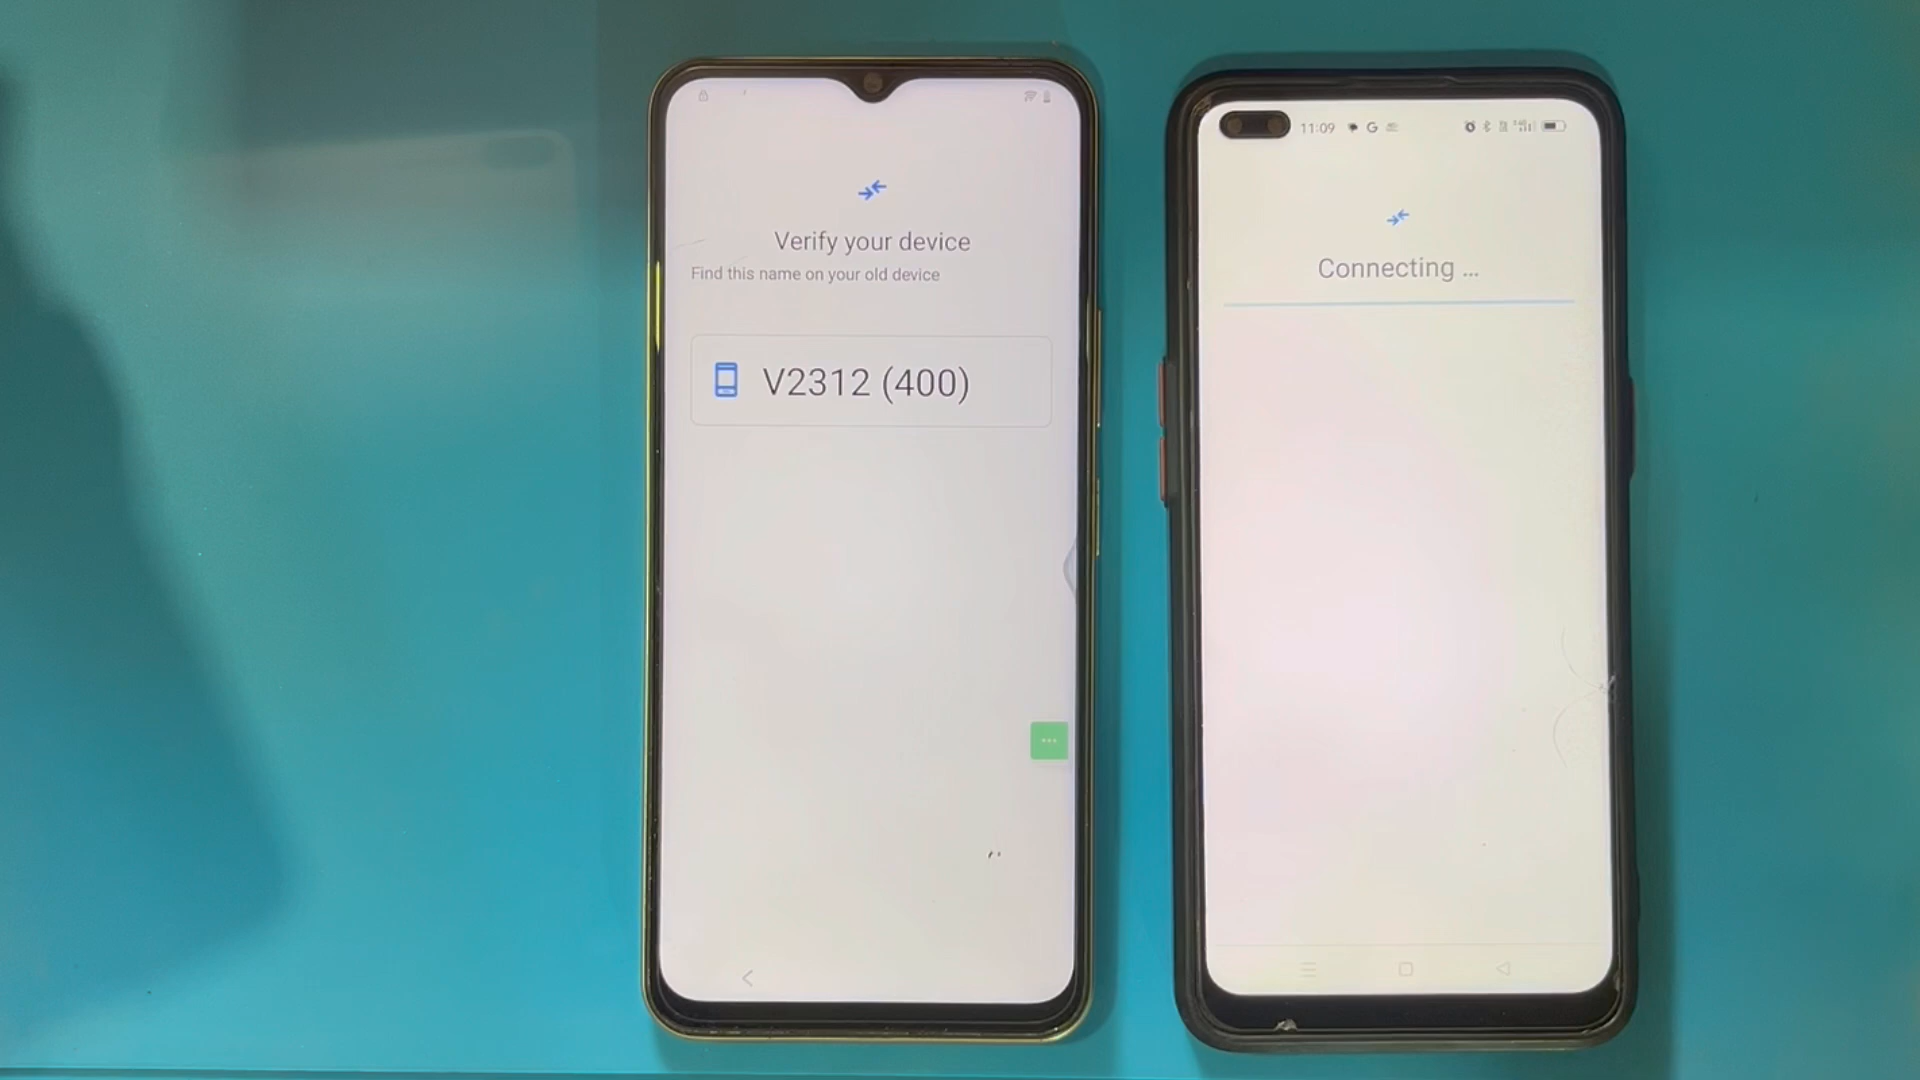 Verify your device
Find this name on your old device
V2312 (400)
11:09
G
Connecting ...